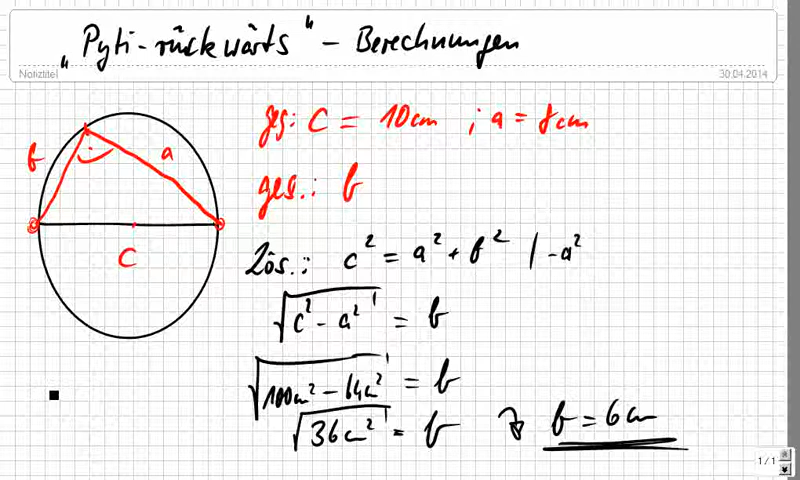 „Pyti-rückwärts" - Berechnungen
Notiztitel
30.04.2014
geg: C = 10cm ; a = 8cm
ges.: b
b
a
C
Lös.: c² = a² + b² | -a²
√c² - a² = b
√100cm² - 64cm² = b
√36cm² = b ↷ b = 6cm
1/1